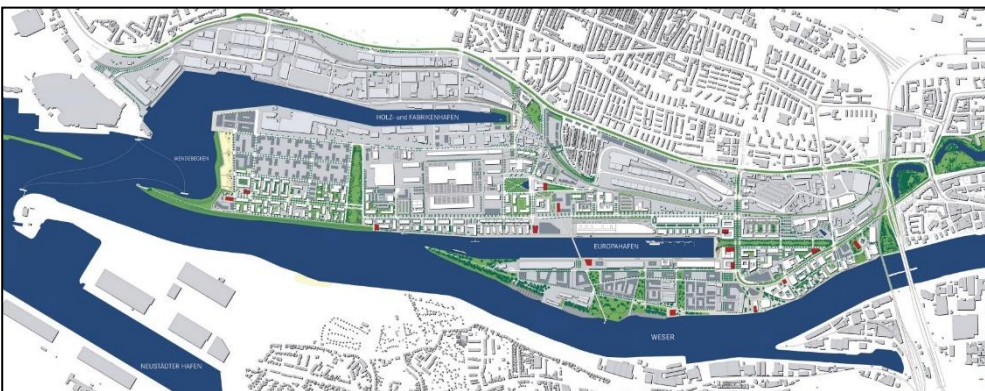 HOLZ- und FABRIKENHAFEN
WENDEBECKEN
EUROPAHAFEN
WESER
NEUSTÄDTER HAFEN